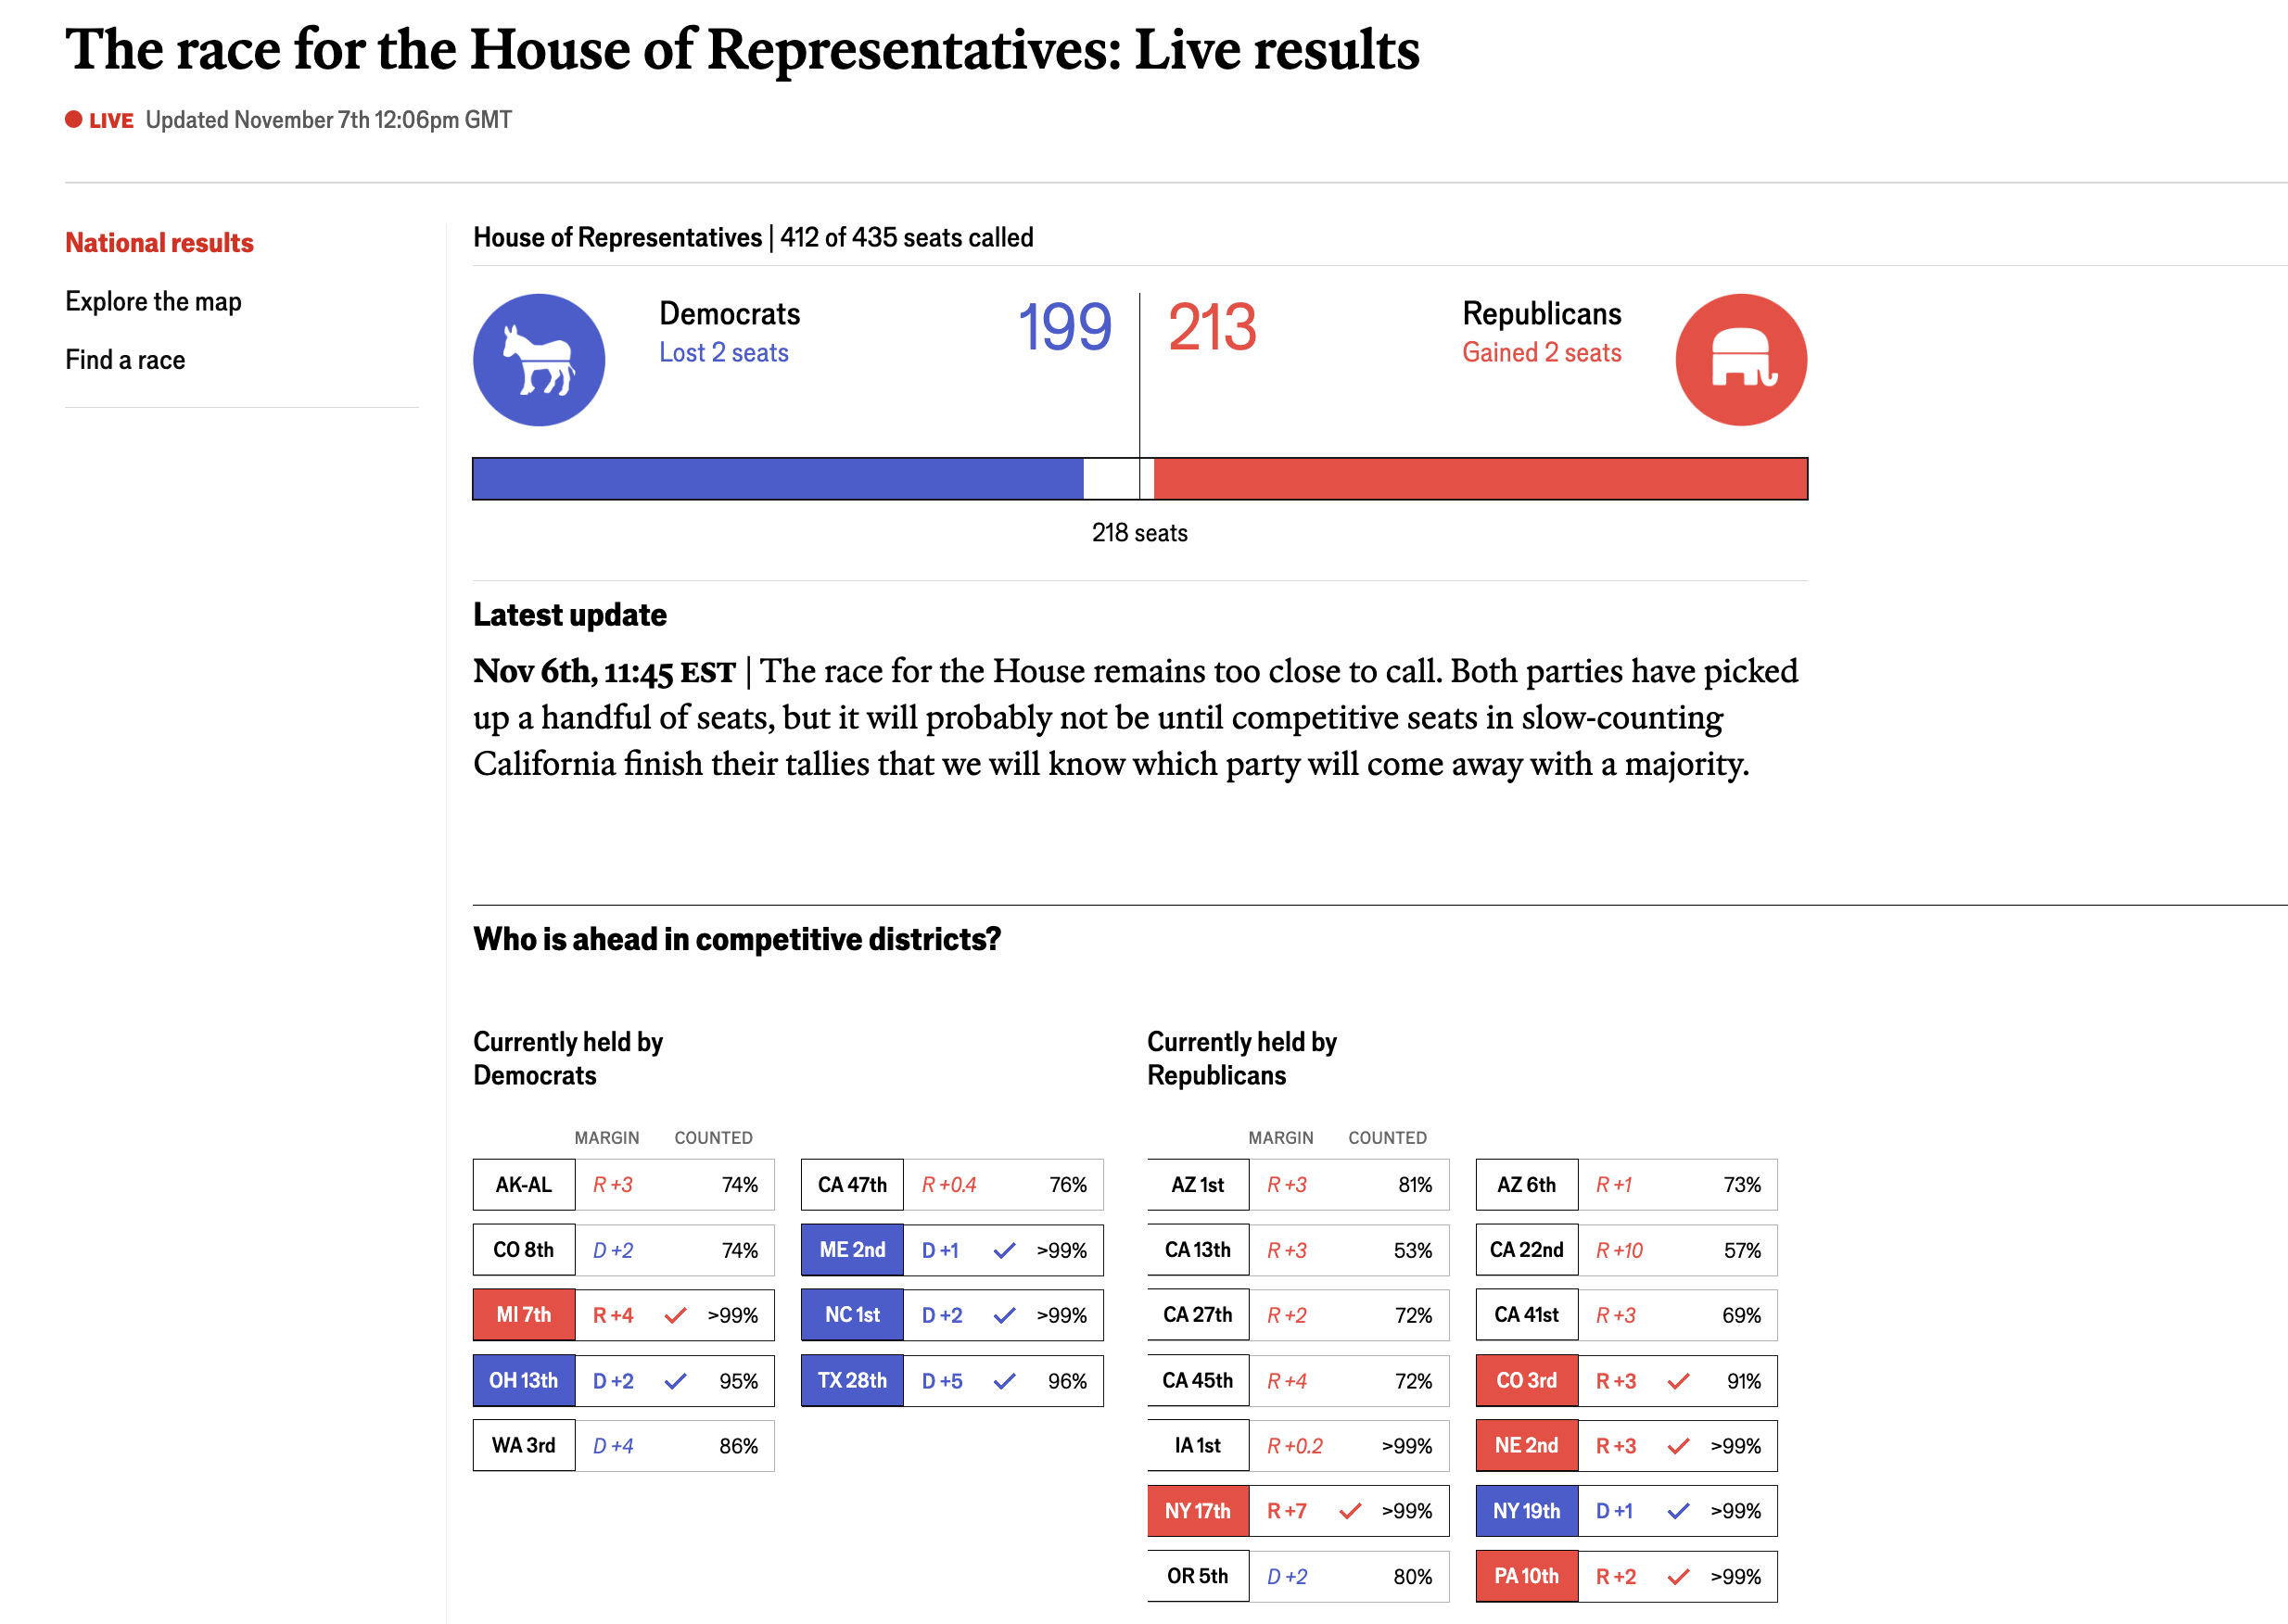 The race for the House of Representatives: Live results
LIVE Updated November 7th 12:06pm GMT
National results
Explore the map
Find a race
House of Representatives | 412 of 435 seats called
Democrats
Lost 2 seats
199
213
Republicans
Gained 2 seats
218 seats
Latest update
Nov 6th, 11:45 EST | The race for the House remains too close to call. Both parties have picked
up a handful of seats, but it will probably not be until competitive seats in slow-counting
California finish their tallies that we will know which party will come away with a majority.
Who is ahead in competitive districts?
Currently held by
Democrats
MARGIN COUNTED
AK-AL R +3 74%
CO 8th D +2 74%
MI 7th R +4 ✓ >99%
OH 13th D +2 ✓ 95%
WA 3rd D +4 86%
CA 47th R +0.4 76%
ME 2nd D +1 ✓ >99%
NC 1st D +2 ✓ >99%
TX 28th D +5 ✓ 96%
Currently held by
Republicans
MARGIN COUNTED
AZ 1st R +3 81%
CA 13th R +3 53%
CA 27th R +2 72%
CA 45th R +4 72%
IA 1st R +0.2 >99%
NY 17th R +7 ✓ >99%
OR 5th D +2 80%
AZ 6th R +1 73%
CA 22nd R +10 57%
CA 41st R +3 69%
CO 3rd R +3 ✓ 91%
NE 2nd R +3 ✓ >99%
NY 19th D +1 ✓ >99%
PA 10th R +2 ✓ >99%